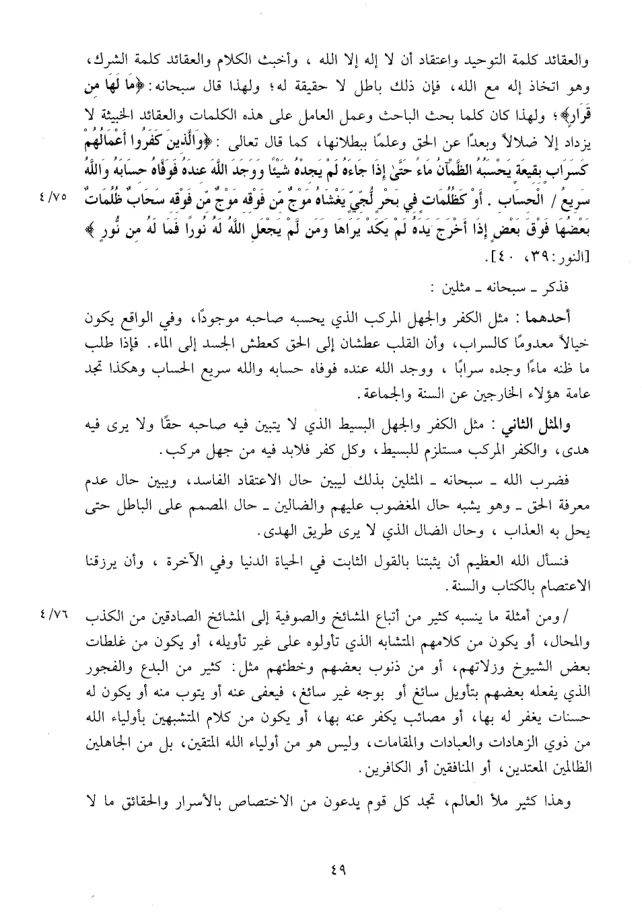 والعقائد كلمة التوحيد واعتقاد أن لا إله إلا الله ، وأخبث الكلام والعقائد كلمة الشرك،
وهو اتخاذ إله مع الله، فإن ذلك باطل لا حقيقة له؛ ولهذا قال سبحانه: ﴿مَا لَهَا مِن
قَرَارٍ﴾؛ ولهذا كان كلما بحث الباحث وعمل العامل على هذه الكلمات والعقائد الخبيثة لا
يزداد إلا ضلالاً وبعدًا عن الحق وعلمًا ببطلانها، كما قال تعالى : ﴿وَالَّذِينَ كَفَرُوا أَعْمَالُهُمْ
كَسَرَابٍ بِقِيعَةٍ يَحْسَبُهُ الظَّمْآنُ مَاءً حَتَّىٰ إِذَا جَاءَهُ لَمْ يَجِدْهُ شَيْئًا وَوَجَدَ اللَّهَ عِندَهُ فَوَفَّاهُ حِسَابَهُ وَاللَّهُ
سَرِيعُ / الْحِسَابِ . أَوْ كَظُلُمَاتٍ فِي بَحْرٍ لُّجِّيٍّ يَغْشَاهُ مَوْجٌ مِّن فَوْقِهِ مَوْجٌ مِّن فَوْقِهِ سَحَابٌ ظُلُمَاتٌ
٤/٧٥
بَعْضُهَا فَوْقَ بَعْضٍ إِذَا أَخْرَجَ يَدَهُ لَمْ يَكَدْ يَرَاهَا وَمَن لَّمْ يَجْعَلِ اللَّهُ لَهُ نُورًا فَمَا لَهُ مِن نُّورٍ ﴾
[النور:٣٩، ٤٠].
فذكر ـ سبحانه ـ مثلين :
أحدهما : مثل الكفر والجهل المركب الذي يحسبه صاحبه موجودًا، وفي الواقع يكون
خيالاً معدومًا كالسراب، وأن القلب عطشان إلى الحق كعطش الجسد إلى الماء. فإذا طلب
ما ظنه ماءًا وجده سرابًا ، ووجد الله عنده فوفاه حسابه والله سريع الحساب وهكذا تجد
عامة هؤلاء الخارجين عن السنة والجماعة.
والمثل الثاني : مثل الكفر والجهل البسيط الذي لا يتبين فيه صاحبه حقًا ولا يرى فيه
هدى، والكفر المركب مستلزم للبسيط، وكل كفر فلابد فيه من جهل مركب.
فضرب الله ـ سبحانه ـ المثلين بذلك ليبين حال الاعتقاد الفاسد، ويبين حال عدم
معرفة الحق ـ وهو يشبه حال المغضوب عليهم والضالين ـ حال المصمم على الباطل حتى
يحل به العذاب ، وحال الضال الذي لا يرى طريق الهدى.
فنسأل الله العظيم أن يثبتنا بالقول الثابت في الحياة الدنيا وفي الآخرة ، وأن يرزقنا
الاعتصام بالكتاب والسنة.
/ ومن أمثلة ما ينسبه كثير من أتباع المشائخ والصوفية إلى المشائخ الصادقين من الكذب
٤/٧٦
والمحال، أو يكون من كلامهم المتشابه الذي تأولوه على غير تأويله، أو يكون من غلطات
بعض الشيوخ وزلاتهم، أو من ذنوب بعضهم وخطئهم مثل: كثير من البدع والفجور
الذي يفعله بعضهم بتأويل سائغ أو بوجه غير سائغ، فيعفى عنه أو يتوب منه أو يكون له
حسنات يغفر له بها، أو مصائب يكفر عنه بها، أو يكون من كلام المتشبهين بأولياء الله
من ذوي الزهادات والعبادات والمقامات، وليس هو من أولياء الله المتقين، بل من الجاهلين
الظالمين المعتدين، أو المنافقين أو الكافرين.
وهذا كثير ملأ العالم، تجد كل قوم يدعون من الاختصاص بالأسرار والحقائق ما لا
٤٩